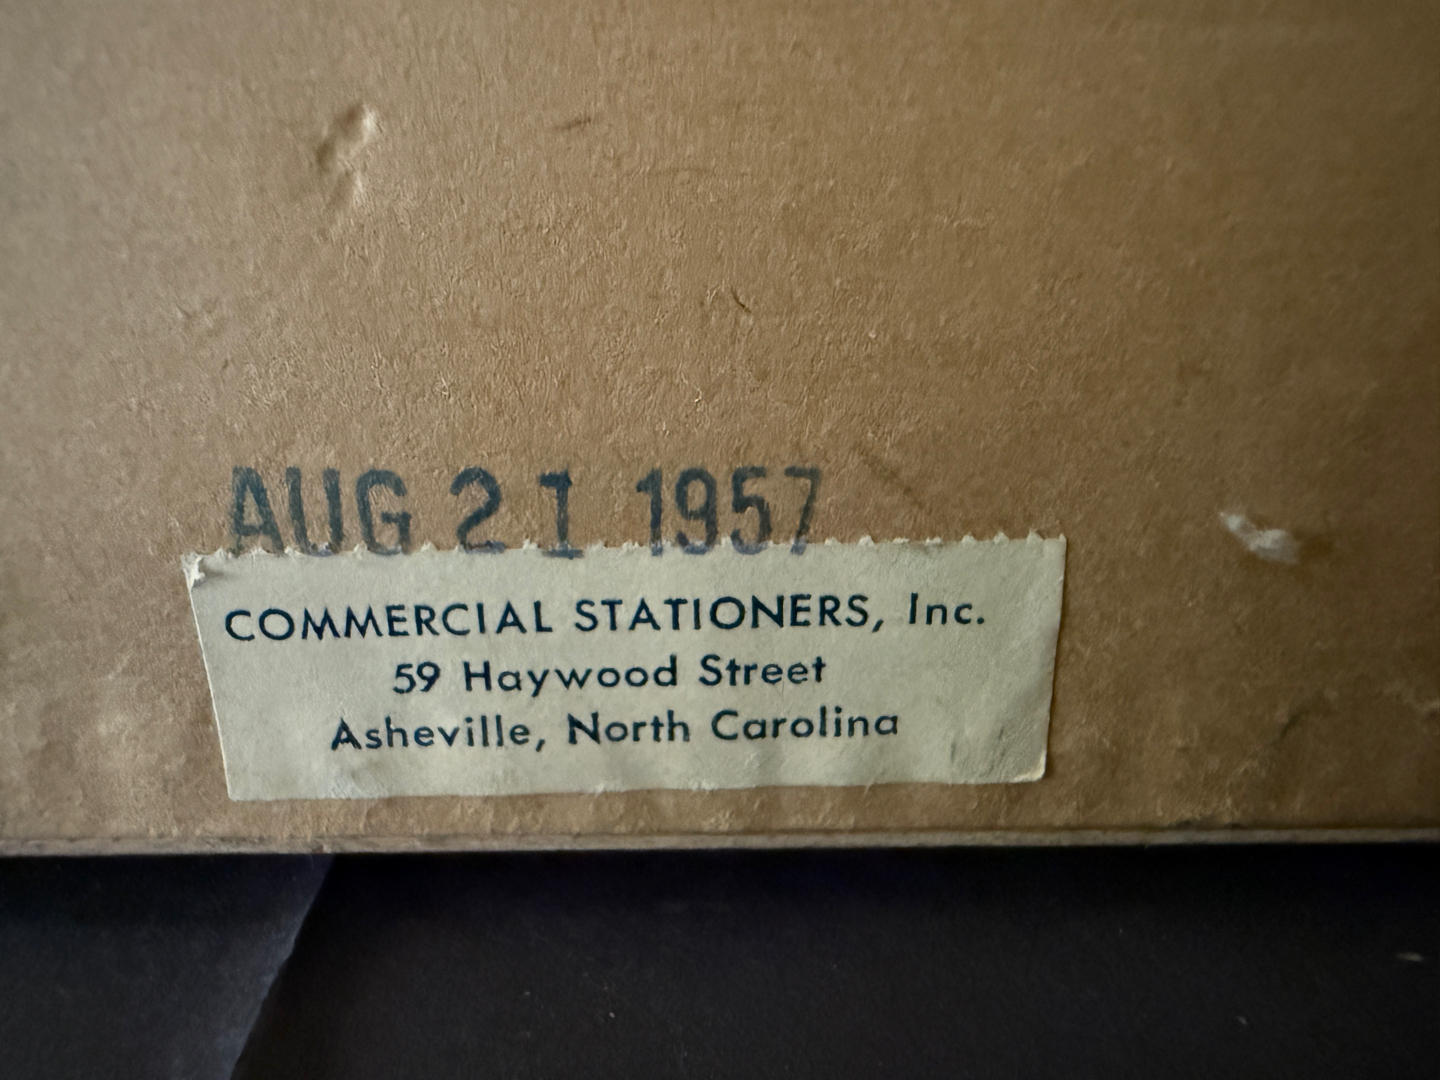 AUG 21 1957
COMMERCIAL STATIONERS, Inc.
59 Haywood Street
Asheville, North Carolina